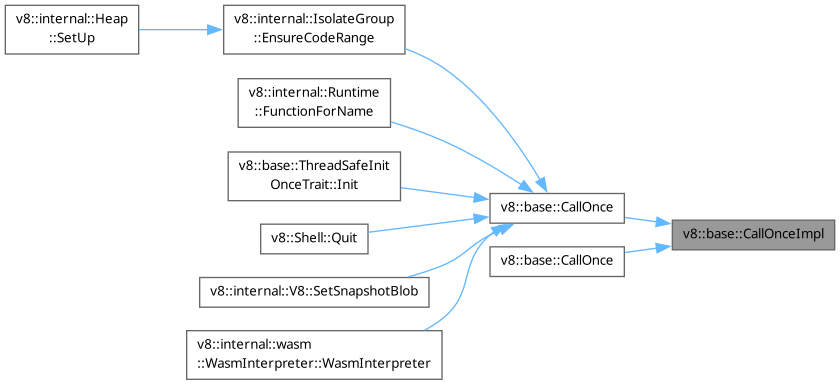 v8::internal::Heap
::SetUp
v8::internal::IsolateGroup
::EnsureCodeRange
v8::internal::Runtime
::FunctionForName
v8::base::ThreadSafeInit
OnceTrait::Init
v8::Shell::Quit
v8::internal::V8::SetSnapshotBlob
v8::internal::wasm
::WasmInterpreter::WasmInterpreter
v8::base::CallOnce
v8::base::CallOnce
v8::base::CallOnceImpl